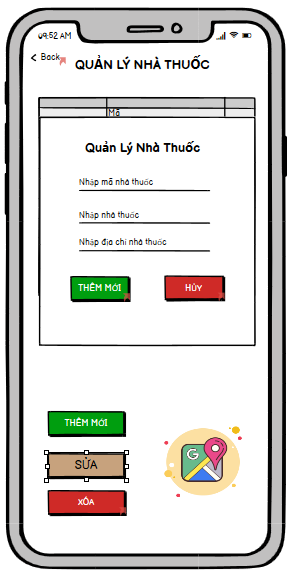 09:52 AM
Back
QUẢN LÝ NHÀ THUỐC
Mã
Quản Lý Nhà Thuốc
Nhập mã nhà thuốc
Nhập nhà thuốc
Nhập địa chỉ nhà thuốc
THÊM MỚI
HỦY
THÊM MỚI
SỬA
XÓA
G